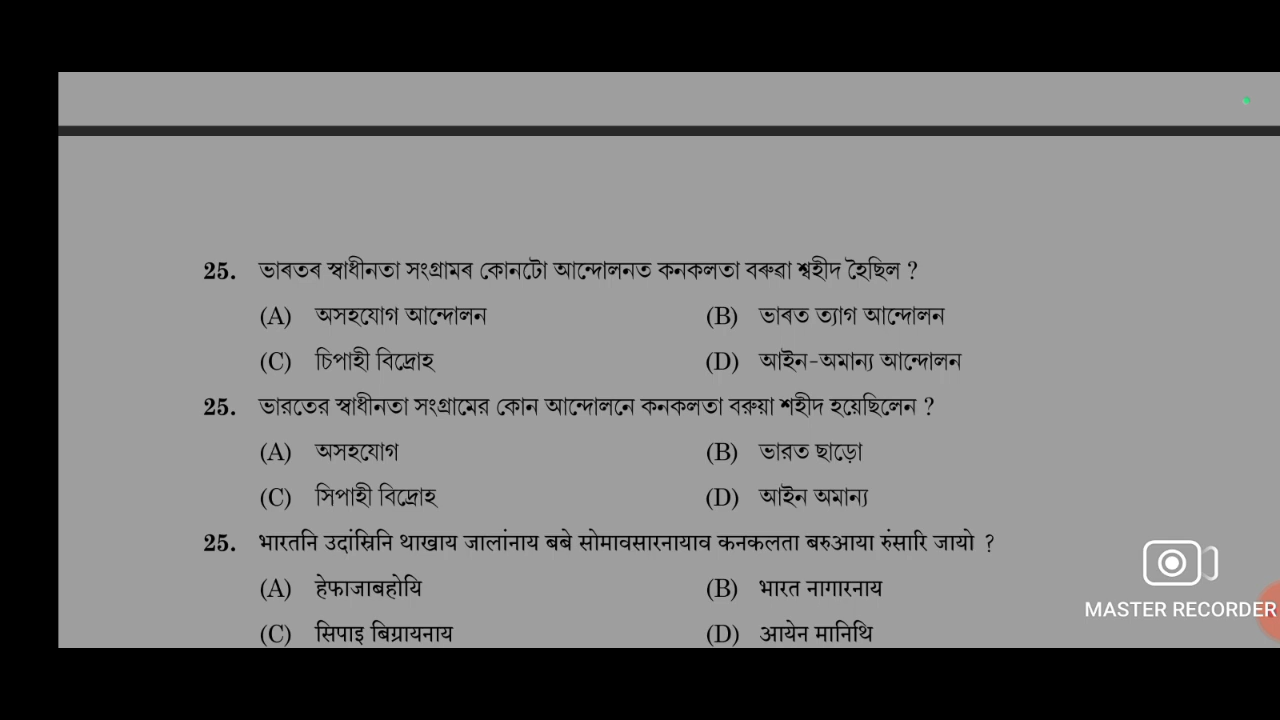 25. ভাৰতৰ স্বাধীনতা সংগ্ৰামৰ কোনটো আন্দোলনত কনকলতা বৰুৱা শ্বহীদ হৈছিল ?
(A) অসহযোগ আন্দোলন (B) ভাৰত ত্যাগ আন্দোলন
(C) চিপাহী বিদ্ৰোহ (D) আইন-অমান্য আন্দোলন
25. ভারতের স্বাধীনতা সংগ্রামের কোন আন্দোলনে কনকলতা বরুয়া শহীদ হয়েছিলেন ?
(A) অসহযোগ (B) ভারত ছাড়ো
(C) সিপাহী বিদ্রোহ (D) আইন অমান্য
25. भारतनि उदांस्रिनि थाखाय जालांनाय बबे सोमावसारनायाव कनकलता बरुआया रुंसारि जायो ?
(A) हेफाजाबहोयि (B) भारत नागारनाय
(C) सिपाइ बिग्रायनाय (D) आयेन मानिथि
MASTER RECORDER